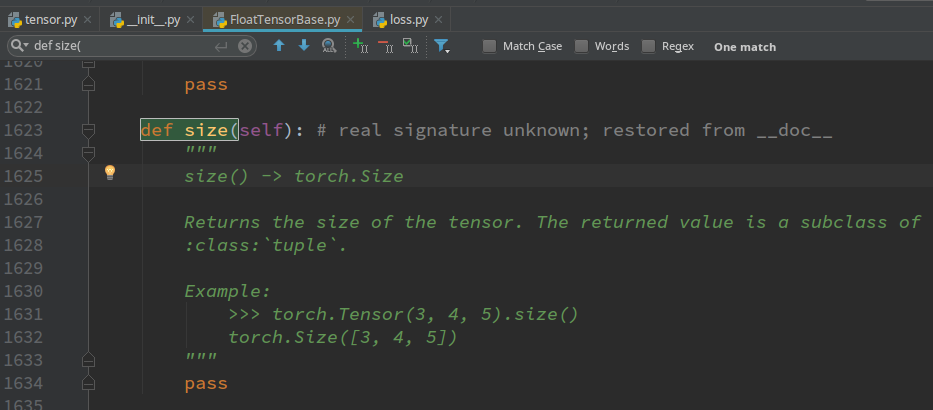 tensor.py × __init__.py × FloatTensorBase.py × loss.py ×
def size( Match Case Words Regex One match
1620
1621 pass
1622
1623 def size(self): # real signature unknown; restored from __doc__
1624 """
1625 size() -> torch.Size
1626
1627 Returns the size of the tensor. The returned value is a subclass of
1628 :class:`tuple`.
1629
1630 Example:
1631 >>> torch.Tensor(3, 4, 5).size()
1632 torch.Size([3, 4, 5])
1633 """
1634 pass
1635